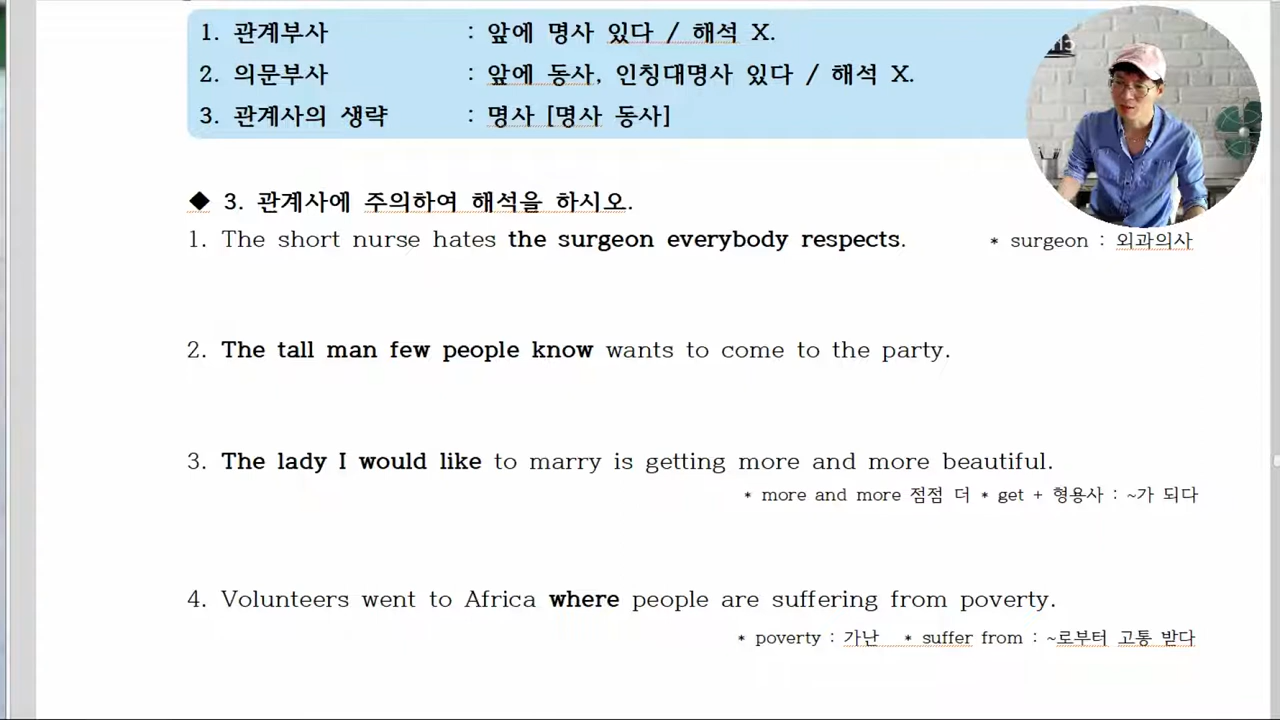 1. 관계부사 : 앞에 명사 있다 / 해석 X.
2. 의문부사 : 앞에 동사, 인칭대명사 있다 / 해석 X.
3. 관계사의 생략 : 명사 [명사 동사]
◆ 3. 관계사에 주의하여 해석을 하시오.
1. The short nurse hates the surgeon everybody respects. * surgeon : 외과의사
2. The tall man few people know wants to come to the party.
3. The lady I would like to marry is getting more and more beautiful.
* more and more 점점 더 * get + 형용사 : ~가 되다
4. Volunteers went to Africa where people are suffering from poverty.
* poverty : 가난 * suffer from : ~로부터 고통 받다